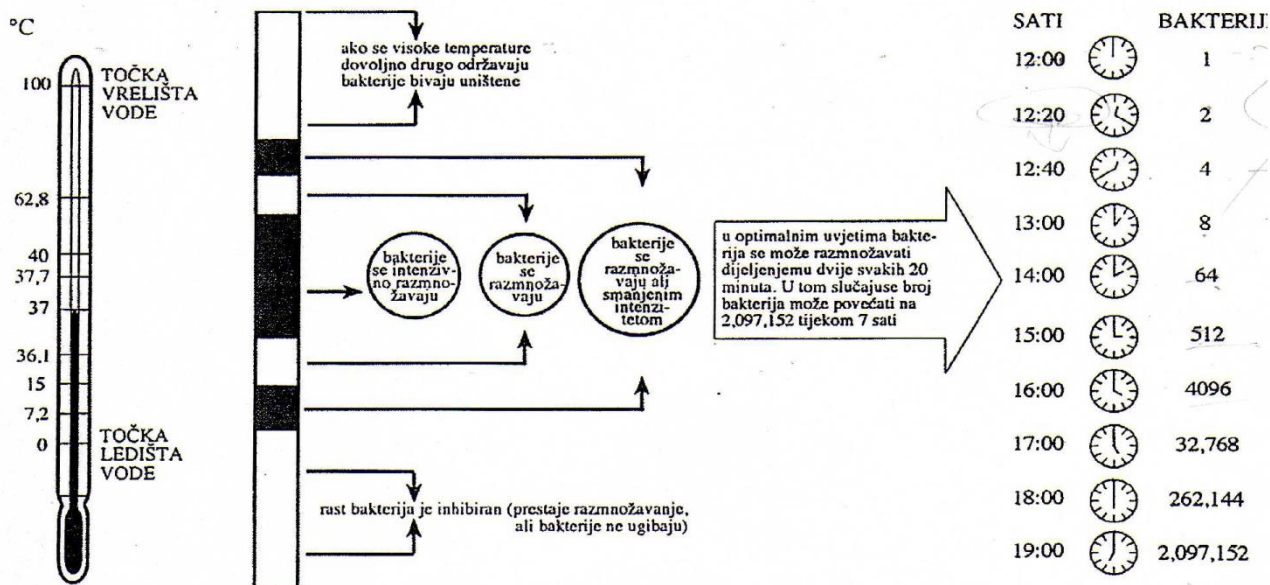 °C
100
TOČKA
VRELIŠTA
VODE
62,8
40
37,7
37
36,1
15
7,2
0
TOČKA
LEDIŠTA
VODE
ako se visoke temperature
dovoljno drugo održavaju
bakterije bivaju uništene
bakterije
se intenziv-
no razmno-
žavaju
bakterije
se
razmnoža-
vaju
bakterije
se
razmnoža-
vaju ali
smanjenim
intenzi-
tetom
rast bakterija je inhibiran (prestaje razmnožavanje,
ali bakterije ne ugibaju)
u optimalnim uvjetima bakte-
rija se može razmnožavati
dijeljenjemu dvije svakih 20
minuta. U tom slučajuse broj
bakterija može povećati na
2,097,152 tijekom 7 sati
SATI BAKTERIJE
12:00 1
12:20 2
12:40 4
13:00 8
14:00 64
15:00 512
16:00 4096
17:00 32,768
18:00 262,144
19:00 2,097,152